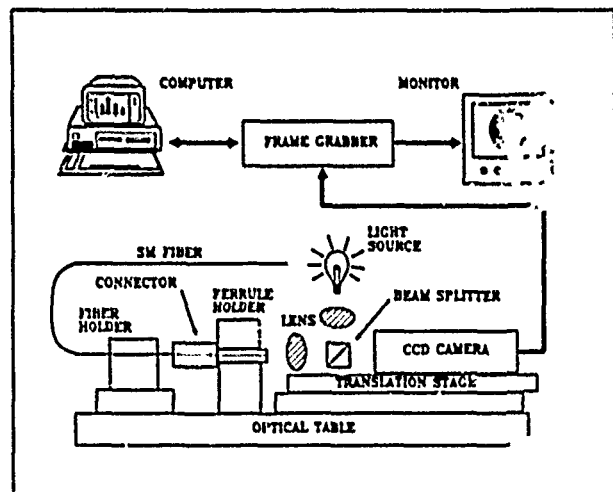 COMPUTER
MONITOR
FRAME GRABBER
LIGHT
SOURCE
SM FIBER
CONNECTOR
FERRULE
HOLDER
BEAM SPLITTER
FIBER
HOLDER
LENS
CCD CAMERA
TRANSLATION STAGE
OPTICAL TABLE